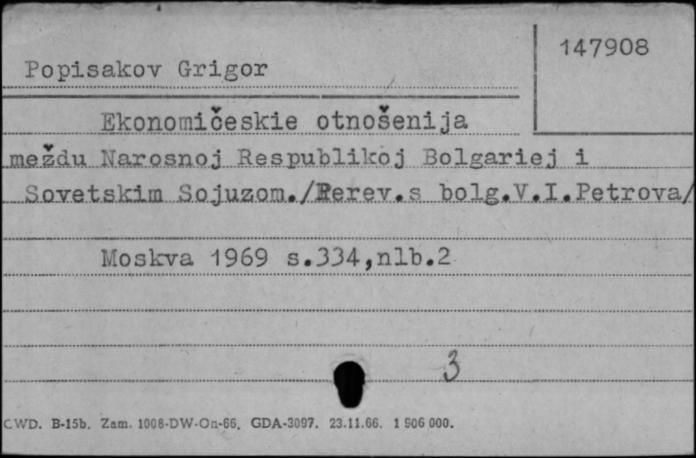 147908
Popisakov Grigor
Ekonomičeskie otnošenija
meždu Narosnoj Respublikoj Bolgariej i
Sovetskim Sojuzom./Perev.s bolg.V.I.Petrova/
Moskva 1969 s.334,nlb.2
3
CWD. B-15b. Zam. 1008-DW-On-66. GDA-3097. 23.11.66. 1 906 000.